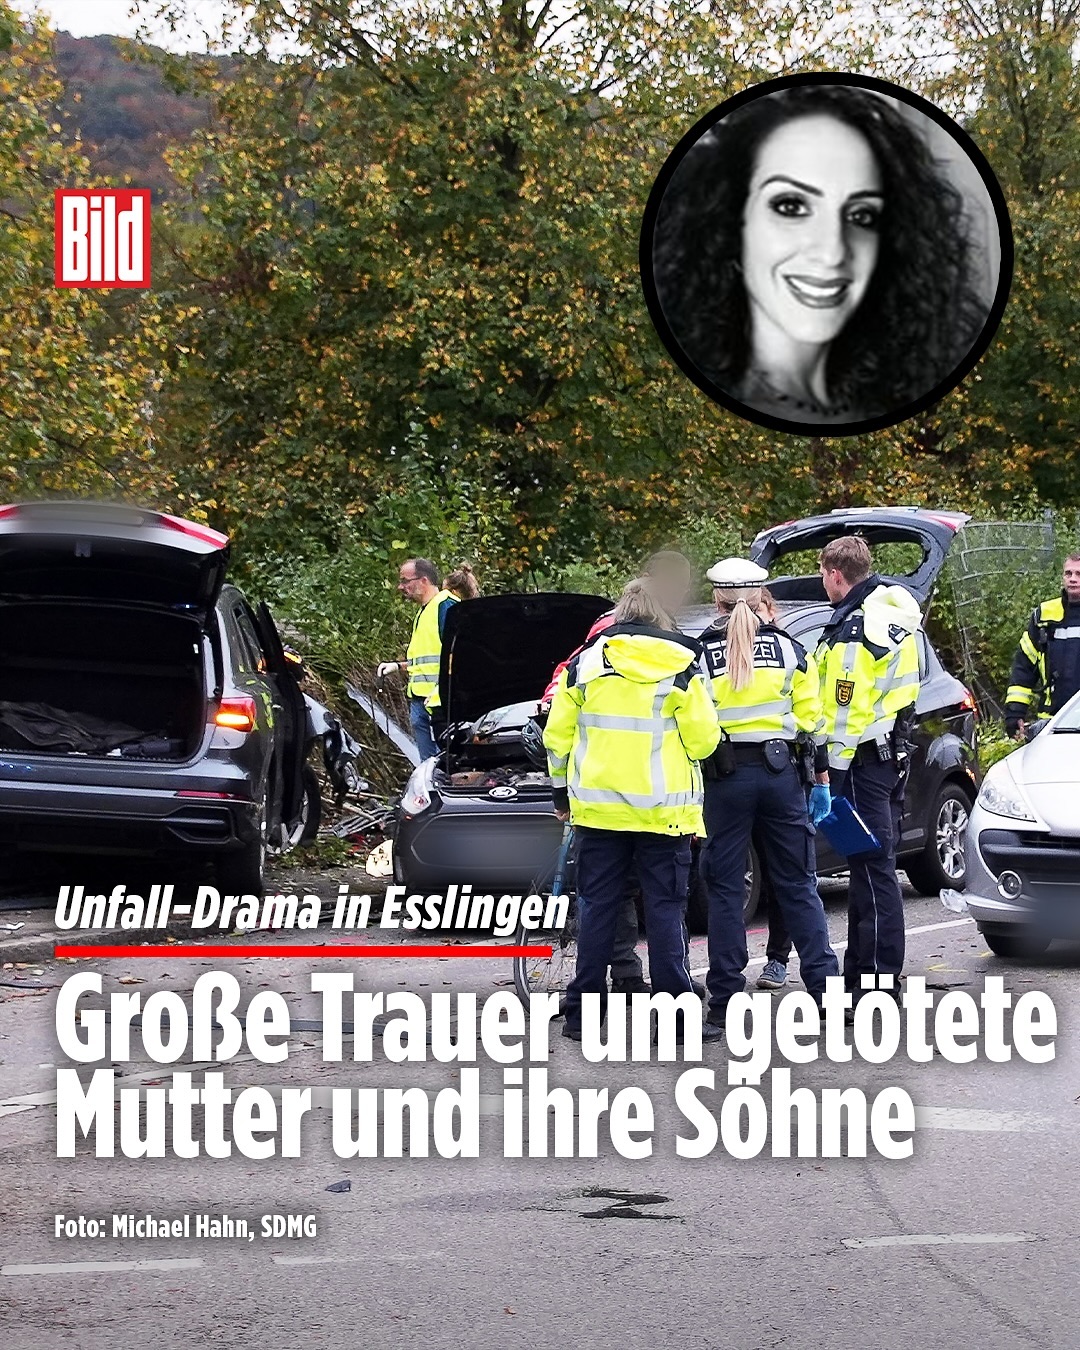 Bild
POLIZEI
Unfall-Drama in Esslingen
Große Trauer um getötete
Mutter und ihre Söhne
Foto: Michael Hahn, SDMG